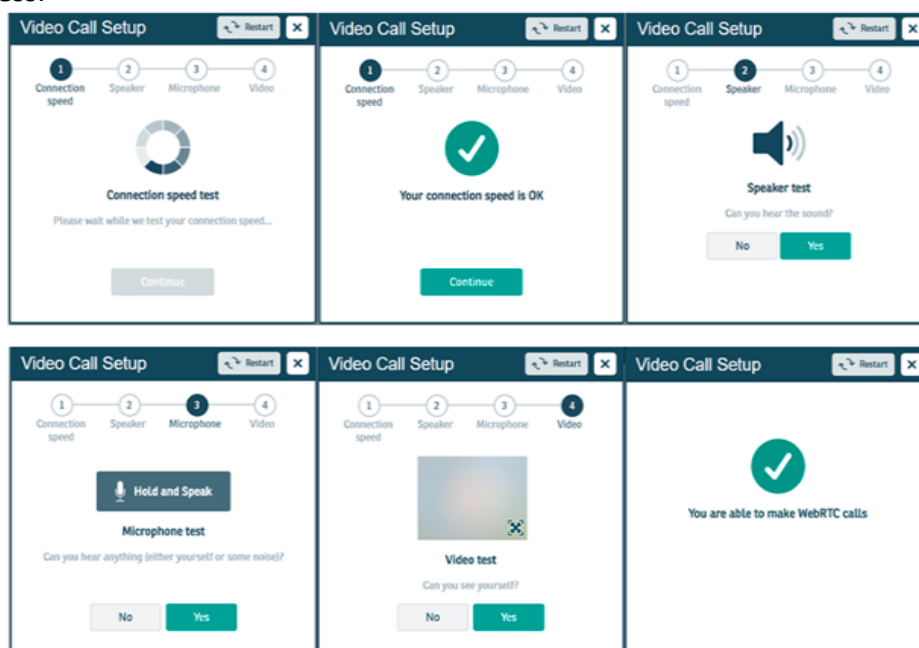 Video Call Setup Restart
1 2 3 4
Connection speed Speaker Microphone Video
Connection speed test
Please wait while we test your connection speed...
Continue
Video Call Setup Restart
1 2 3 4
Connection speed Speaker Microphone Video
Your connection speed is OK
Continue
Video Call Setup Restart
1 2 3 4
Connection speed Speaker Microphone Video
Speaker test
Can you hear the sound?
No Yes
Video Call Setup Restart
1 2 3 4
Connection speed Speaker Microphone Video
Hold and Speak
Microphone test
Can you hear anything (either yourself or some noise)?
No Yes
Video Call Setup Restart
1 2 3 4
Connection speed Speaker Microphone Video
Video test
Can you see yourself?
No Yes
Video Call Setup Restart
You are able to make WebRTC calls